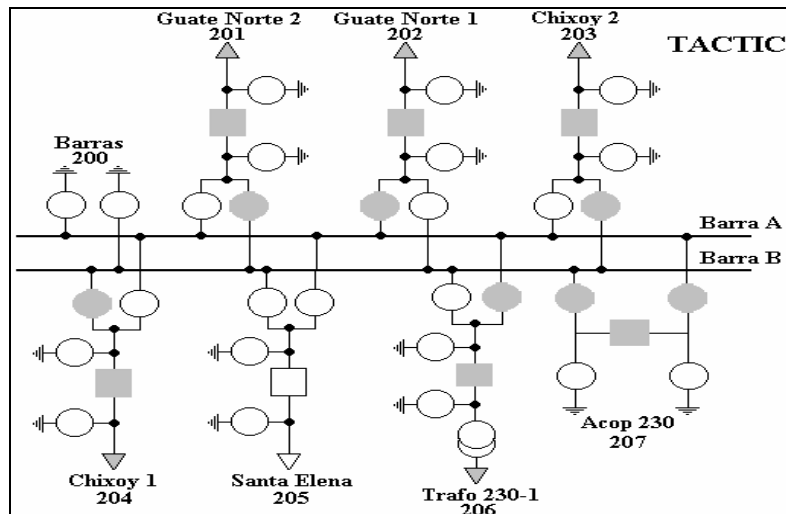 Guate Norte 2
201
Guate Norte 1
202
Chixoy 2
203
TACTIC
Barras
200
Barra A
Barra B
Chixoy 1
204
Santa Elena
205
Trafo 230-1
206
Acop 230
207